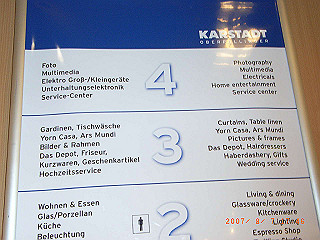 KARSTADT
OBERPOLLINGER
Foto
Multimedia
Elektro Groß-/Kleingeräte
Unterhaltungselektronik
Service-Center
4
Photography
Multimedia
Electricals
Home entertainment
Service center
Gardinen, Tischwäsche
Yorn Casa, Ars Mundi
Bilder & Rahmen
Das Depot, Friseur,
Kurzwaren, Geschenkartikel
Hochzeitsservice
3
Curtains, Table linen
Yorn Casa, Ars Mundi
Pictures & frames
Das Depot, Hairdressers
Haberdashery, Gifts
Wedding service
Wohnen & Essen
Glas/Porzellan
Küche
Beleuchtung
2
Living & dining
Glassware/crockery
Kitchenware
Lighting
Espresso Shop
2007/8/